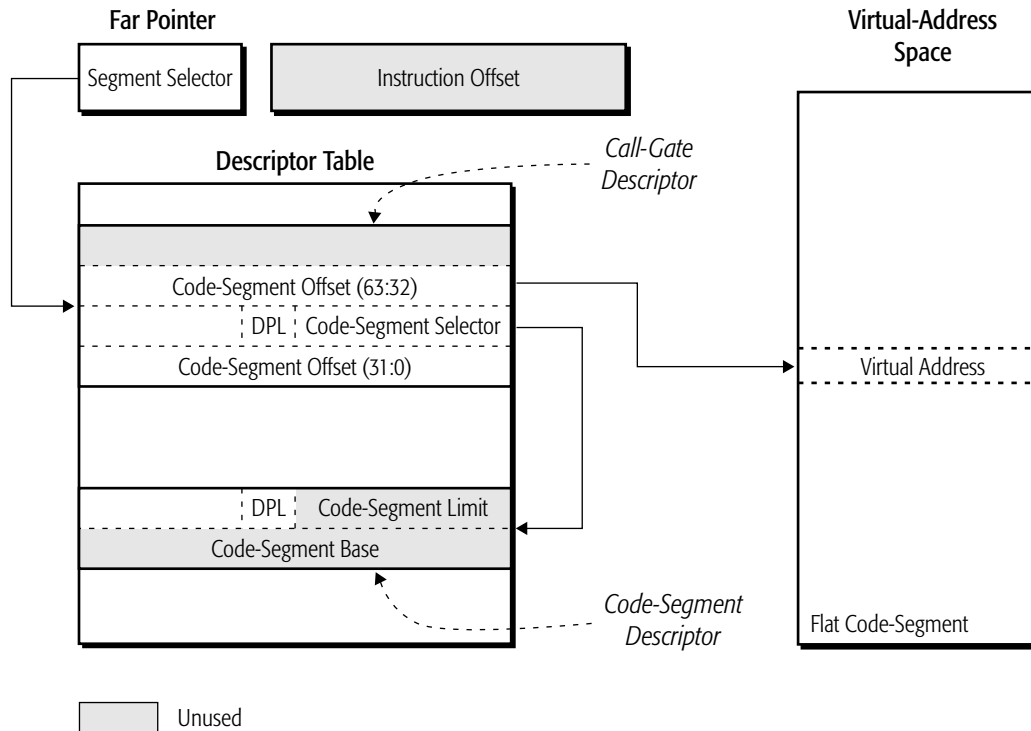 Far Pointer
Virtual-Address
Space
Segment Selector
Instruction Offset
Descriptor Table
Call-Gate
Descriptor
Code-Segment Offset (63:32)
DPL
Code-Segment Selector
Code-Segment Offset (31:0)
Virtual Address
DPL
Code-Segment Limit
Code-Segment Base
Code-Segment
Descriptor
Flat Code-Segment
Unused